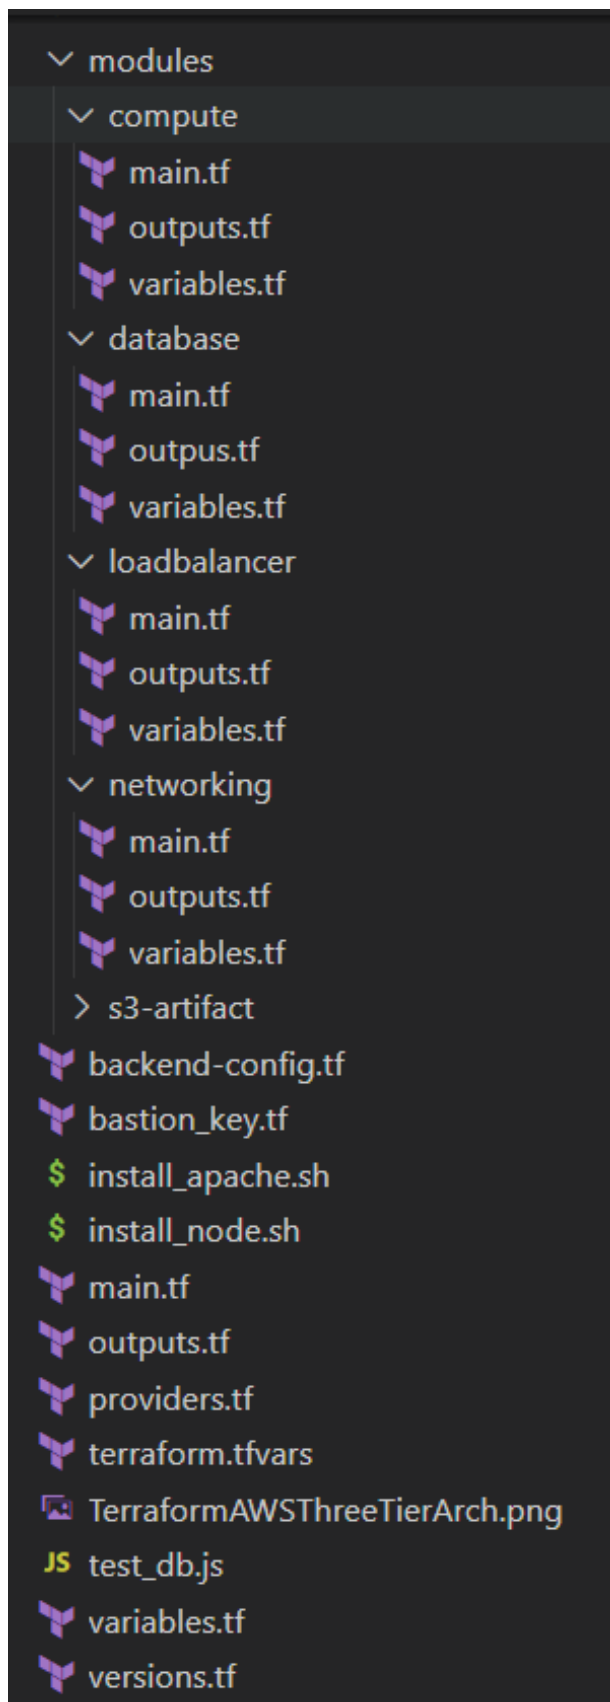 modules
compute
main.tf
outputs.tf
variables.tf
database
main.tf
outpus.tf
variables.tf
loadbalancer
main.tf
outputs.tf
variables.tf
networking
main.tf
outputs.tf
variables.tf
s3-artifact
backend-config.tf
bastion_key.tf
$ install_apache.sh
$ install_node.sh
main.tf
outputs.tf
providers.tf
terraform.tfvars
TerraformAWSThreeTierArch.png
JS test_db.js
variables.tf
versions.tf